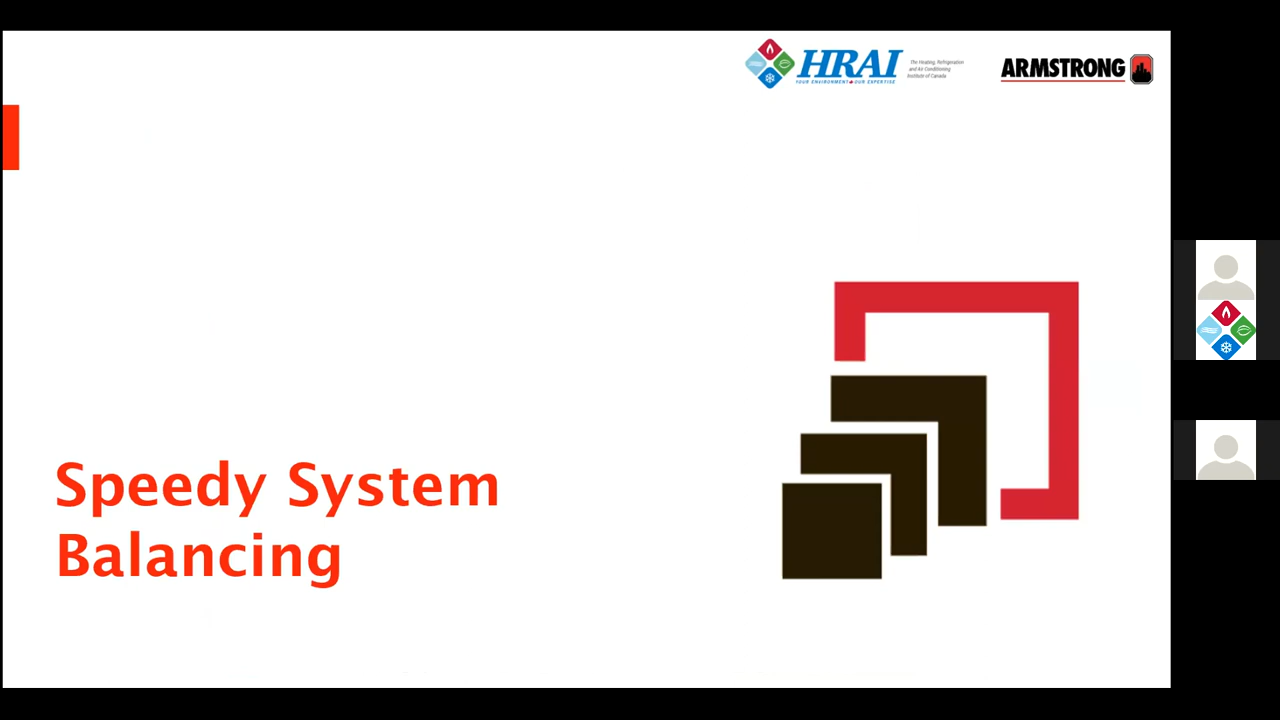 HRAI
YOUR ENVIRONMENT OUR EXPERTISE
The Heating, Refrigeration
and Air Conditioning
Institute of Canada
ARMSTRONG
Speedy System
Balancing